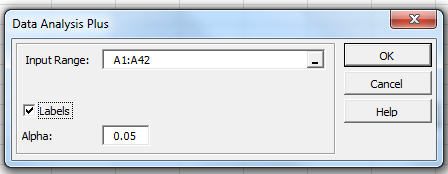 Data Analysis Plus
Input Range: A1:A42
OK
Cancel
Labels
Help
Alpha: 0.05